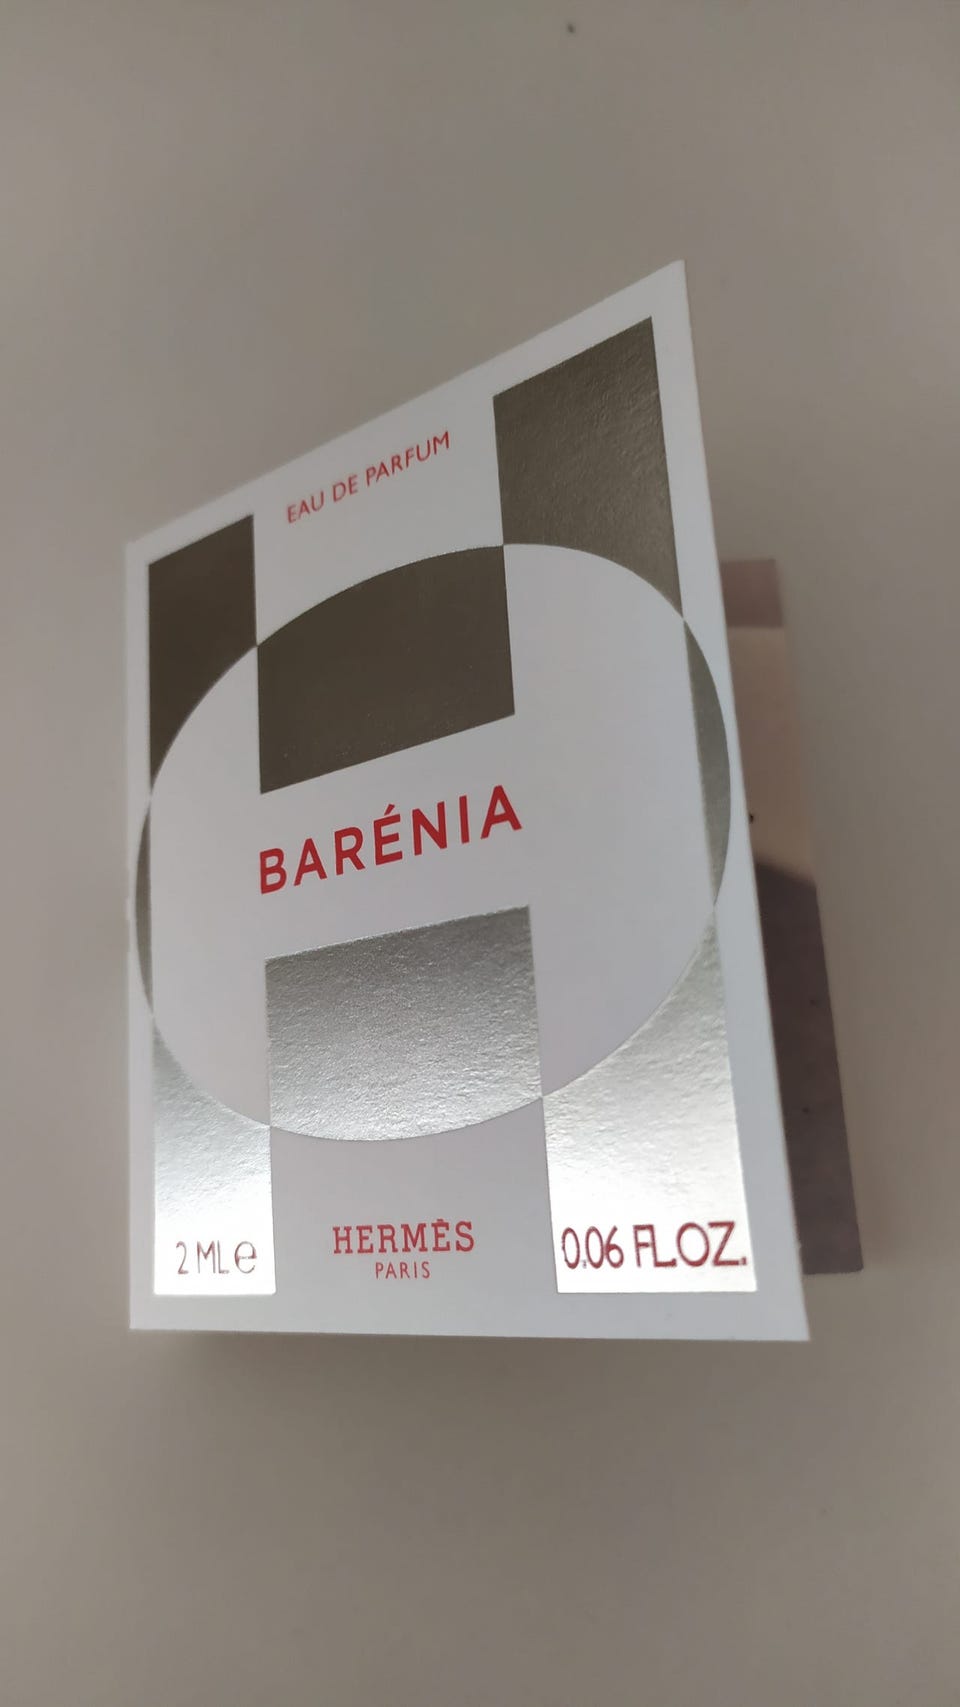 EAU DE PARFUM
BARÉNIA
HERMÈS
PARIS
2 ML e
0.06 FL.OZ.